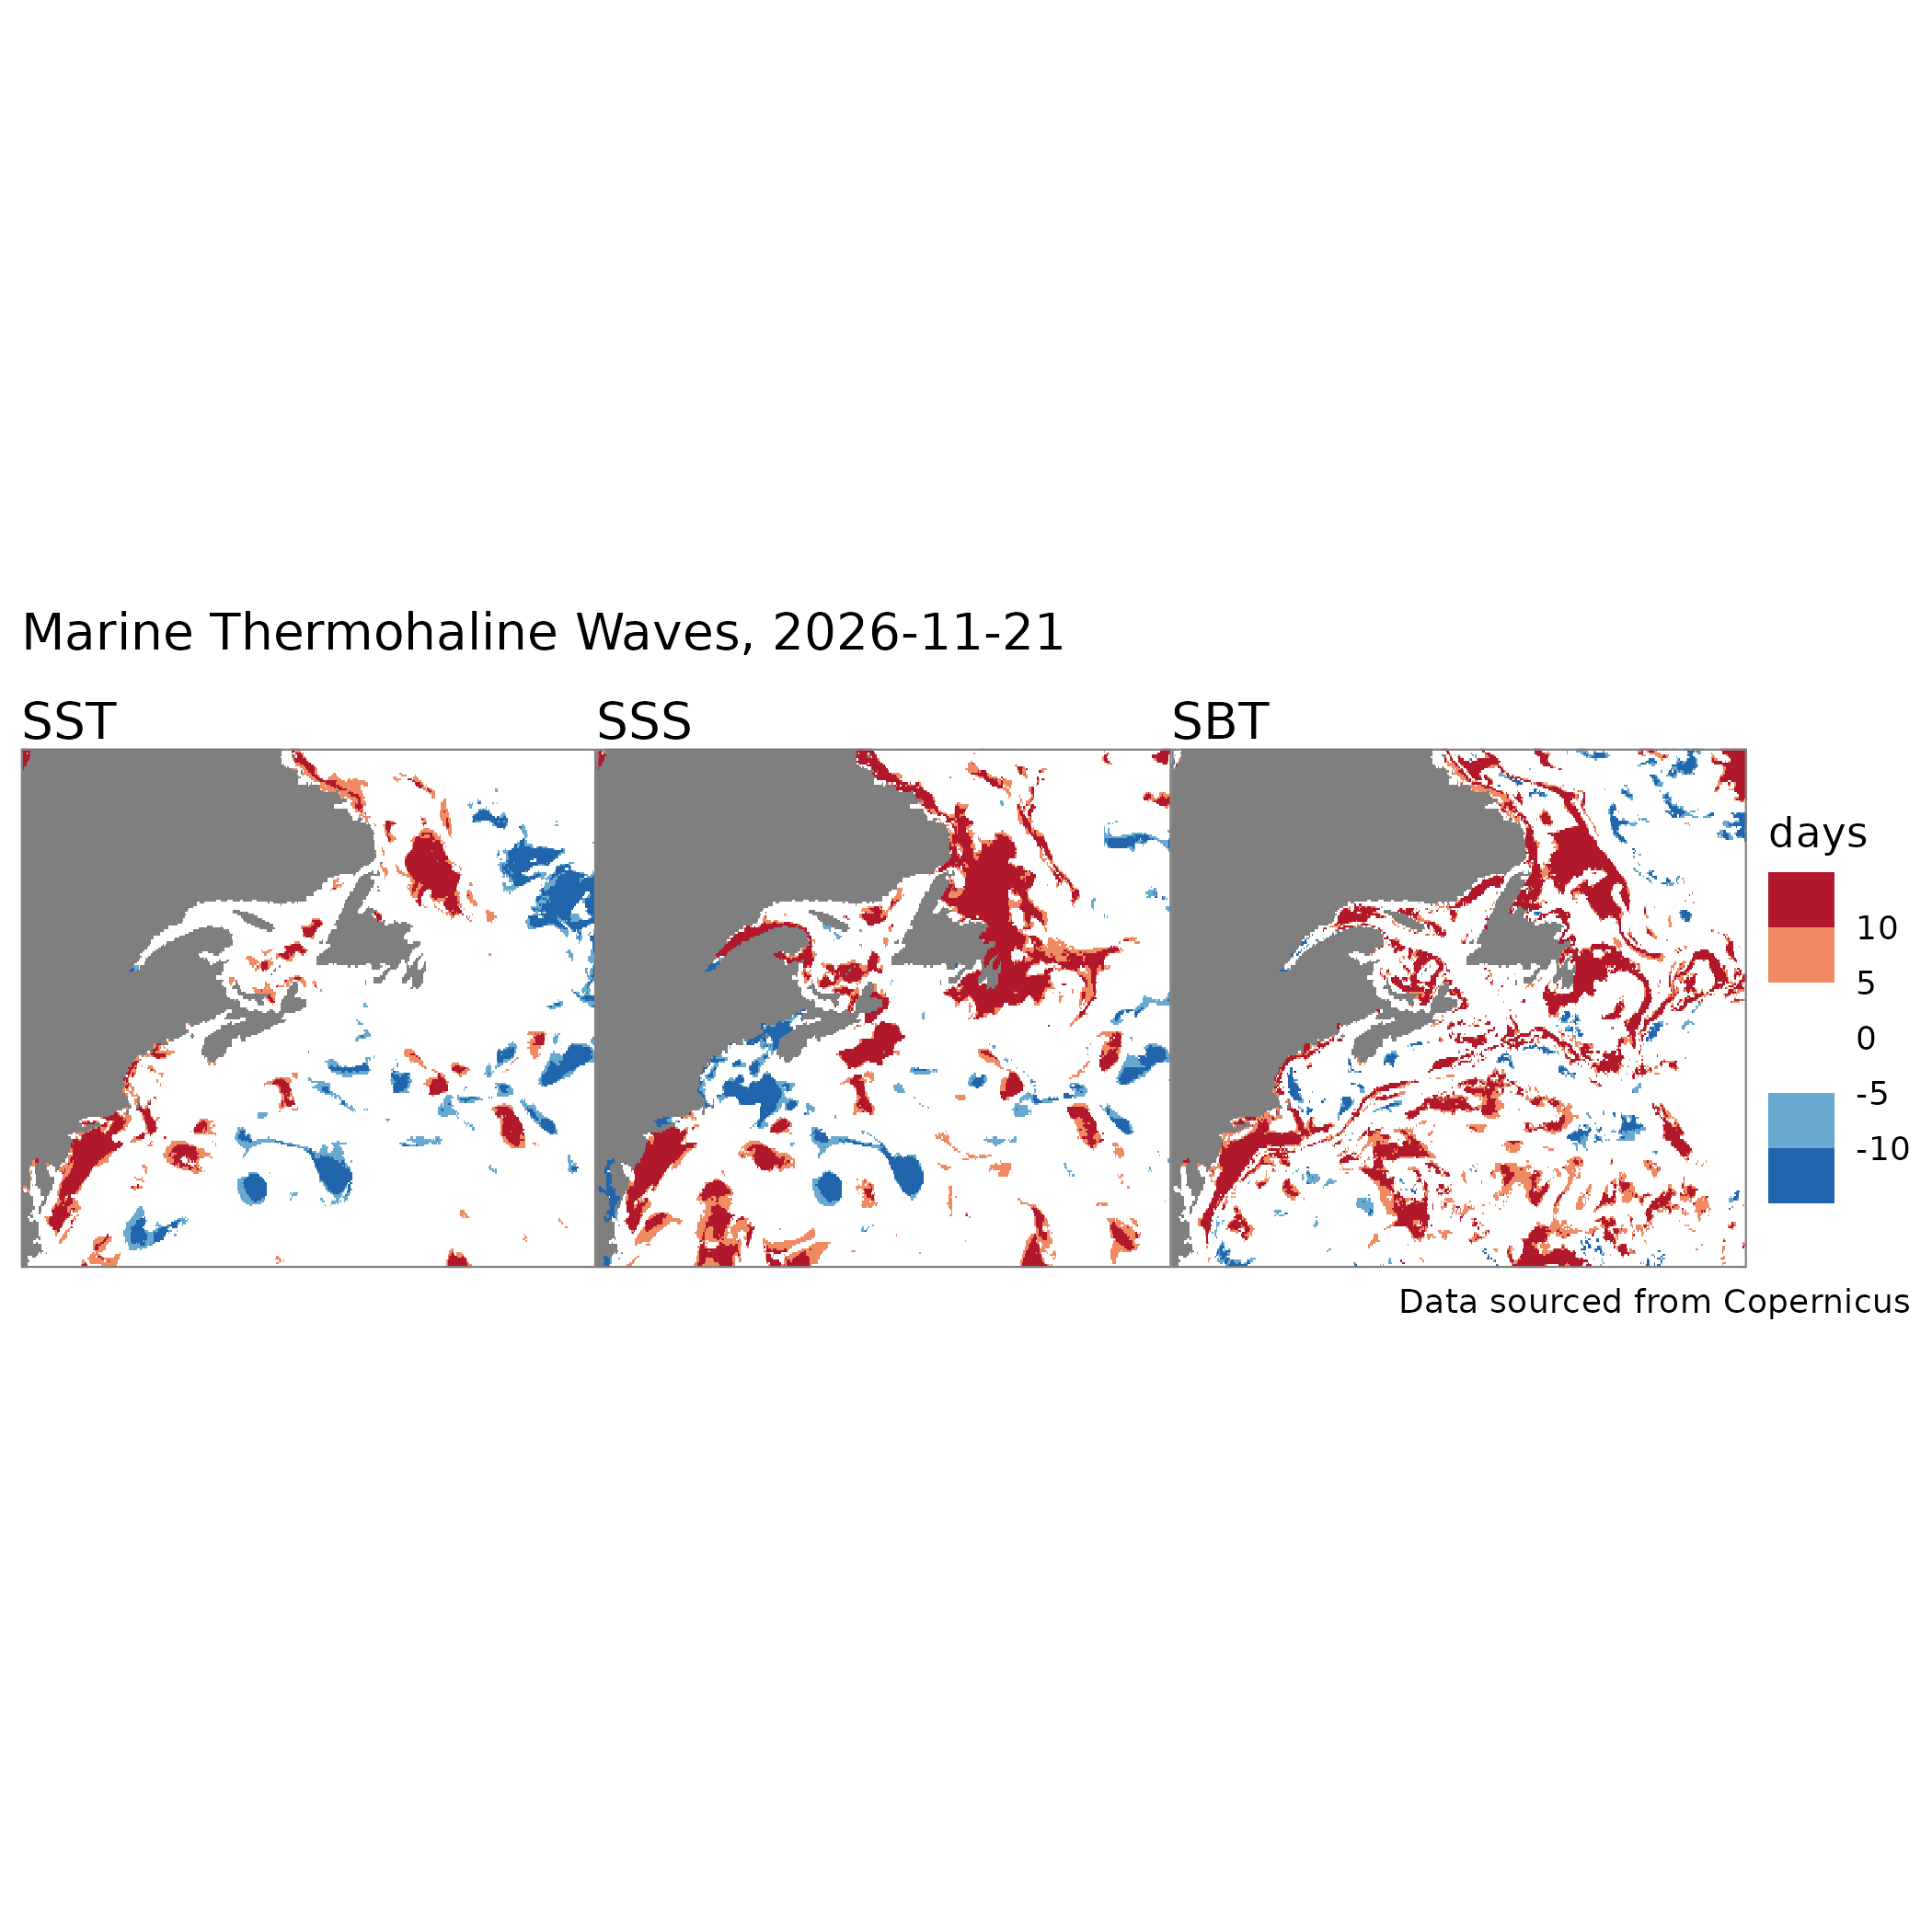 Marine Thermohaline Waves, 2026-11-21
SST
SSS
SBT
days
10
5
0
-5
-10
Data sourced from Copernicus